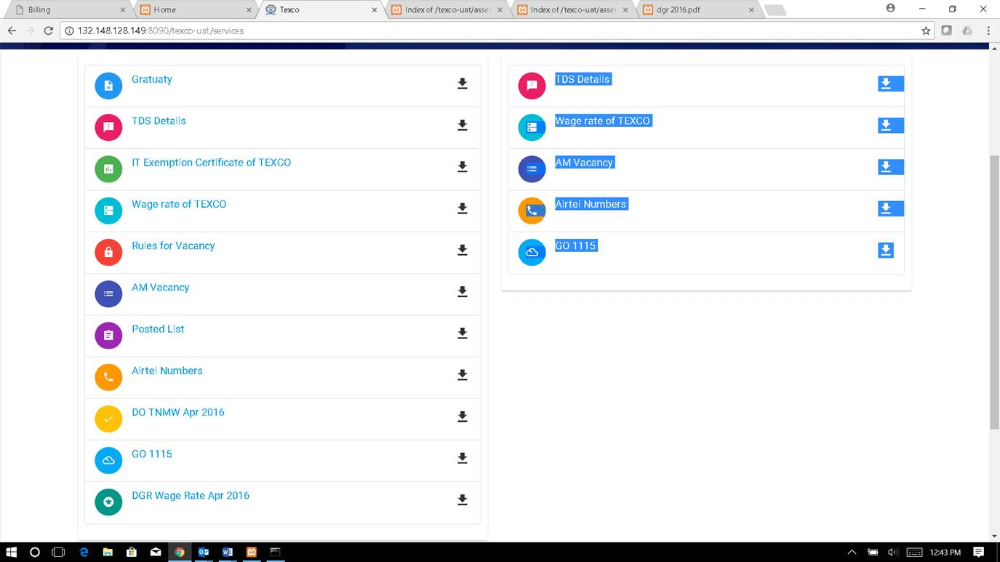 Billing
Home
Texco
Index of /texco-uat/asset
Index of /texco-uat/asset
dgr 2016.pdf
132.148.128.149:8090/texco-uat/services
Gratuaty
TDS Details
IT Exemption Certificate of TEXCO
Wage rate of TEXCO
Rules for Vacancy
AM Vacancy
Posted List
Airtel Numbers
DO TNMW Apr 2016
GO 1115
DGR Wage Rate Apr 2016
TDS Details
Wage rate of TEXCO
AM Vacancy
Airtel Numbers
GO 1115
12:43 PM